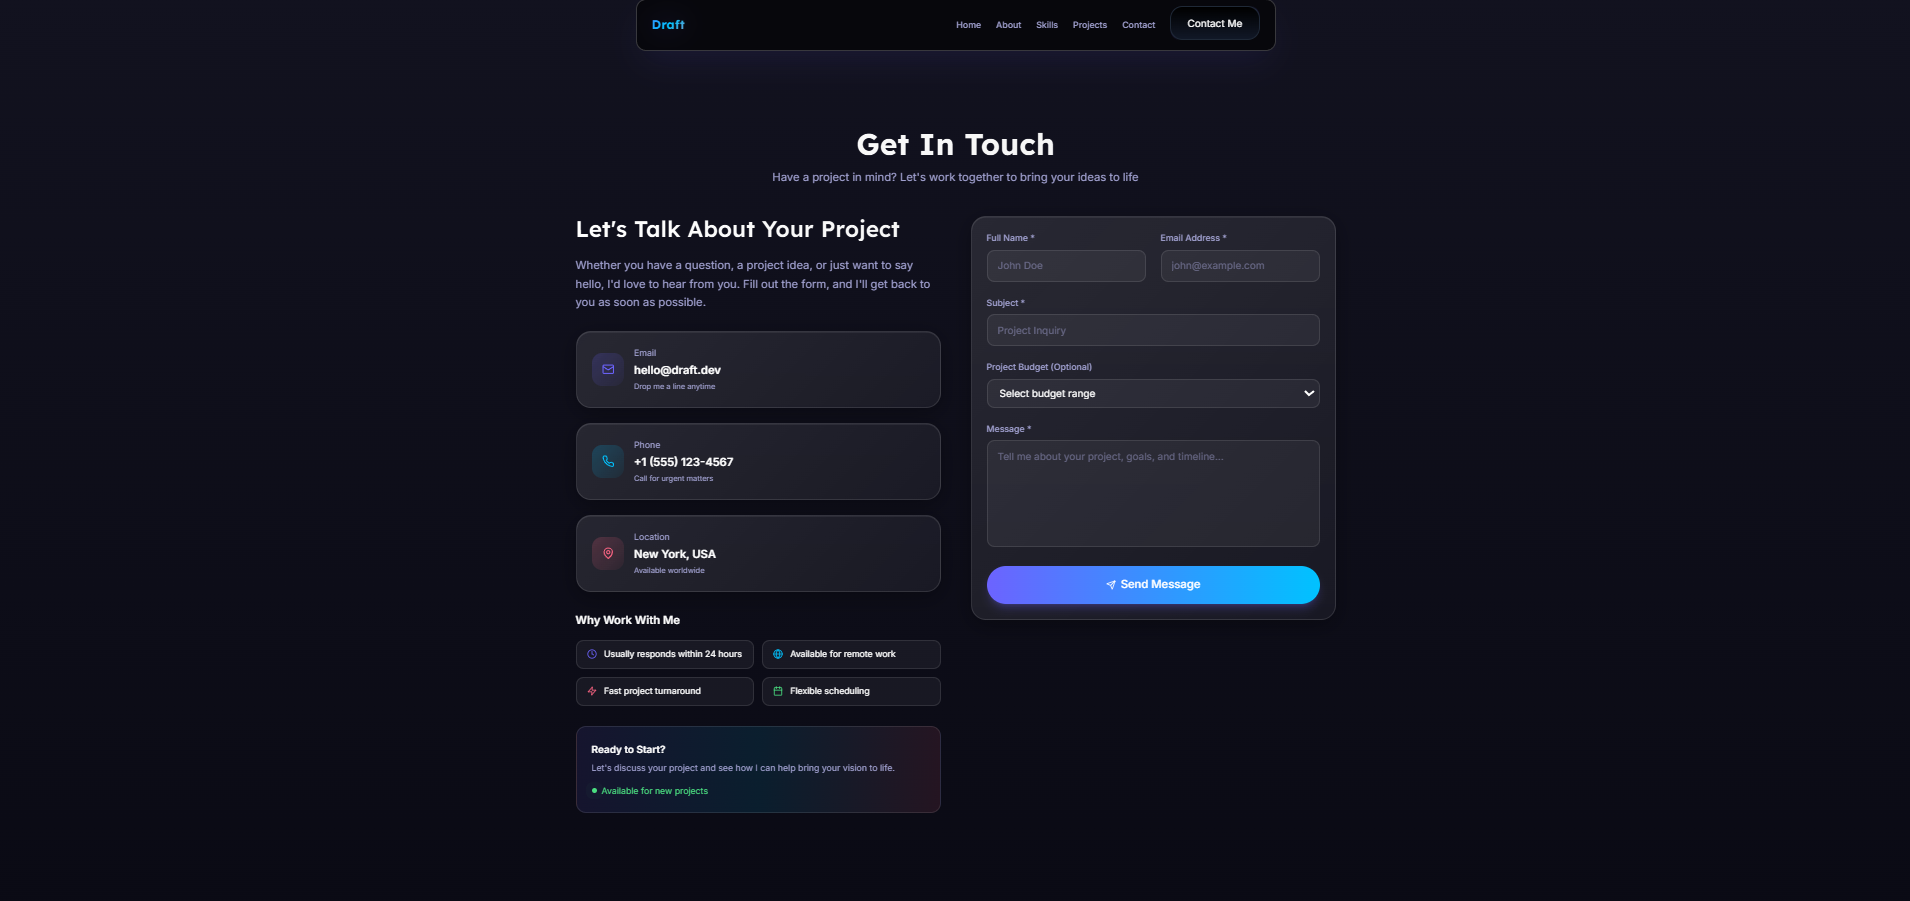 Draft
Home
About
Skills
Projects
Contact
Contact Me
Get In Touch
Have a project in mind? Let's work together to bring your ideas to life
Let's Talk About Your Project
Whether you have a question, a project idea, or just want to say
hello, I'd love to hear from you. Fill out the form, and I'll get back to
you as soon as possible.
Email
hello@draft.dev
Drop me a line anytime
Phone
+1 (555) 123-4567
Call for urgent matters
Location
New York, USA
Available worldwide
Why Work With Me
Usually responds within 24 hours
Available for remote work
Fast project turnaround
Flexible scheduling
Ready to Start?
Let's discuss your project and see how I can help bring your vision to life.
Available for new projects
Full Name *
John Doe
Email Address *
john@example.com
Subject *
Project Inquiry
Project Budget (Optional)
Select budget range
Message *
Tell me about your project, goals, and timeline...
Send Message